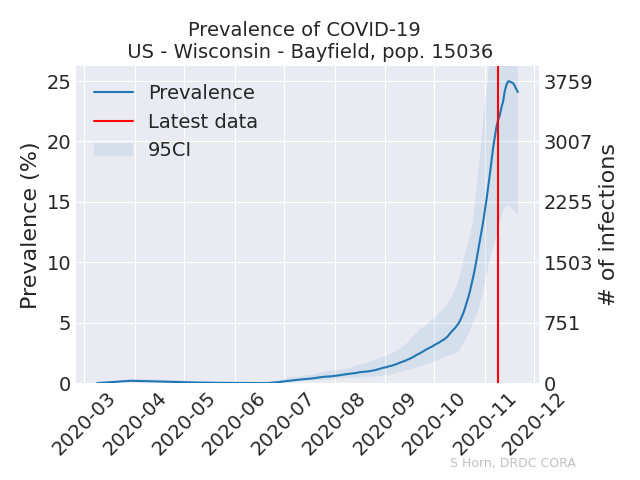 Prevalence of COVID-19
US - Wisconsin - Bayfield, pop. 15036
Prevalence
Latest data
95CI
Prevalence (%)
25
20
15
10
5
0
3759
3007
2255
1503
751
0
# of infections
2020-03
2020-04
2020-05
2020-06
2020-07
2020-08
2020-09
2020-10
2020-11
2020-12
S Horn, DRDC CORA